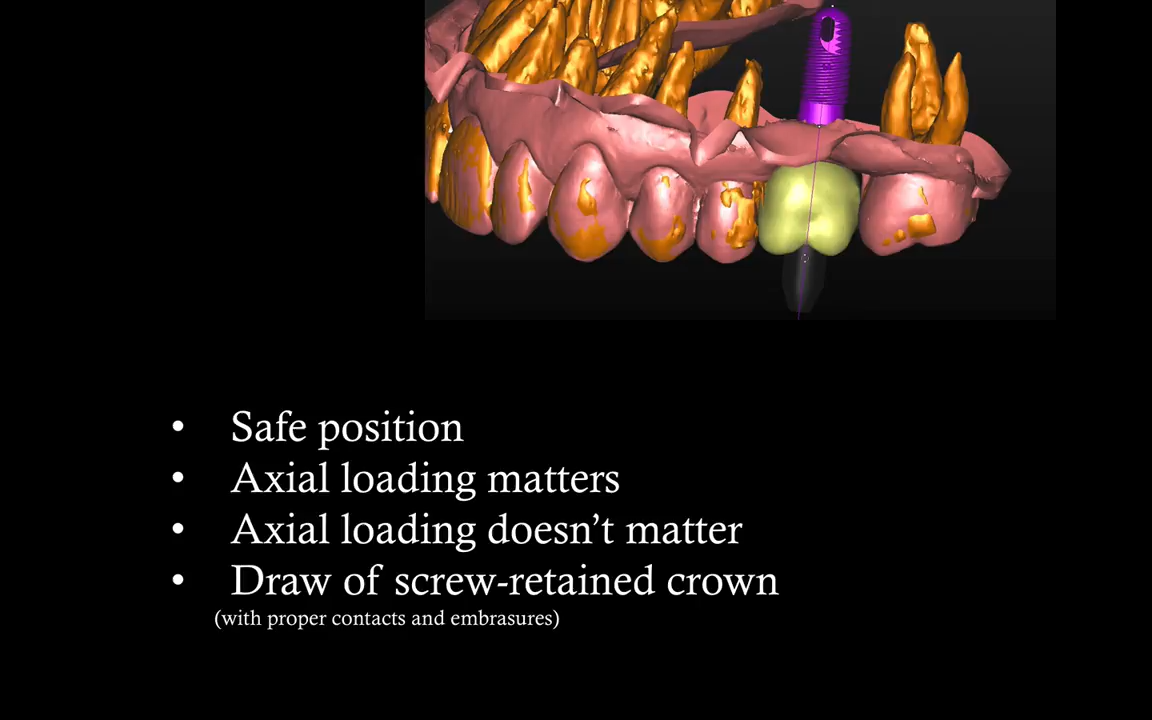 • Safe position
• Axial loading matters
• Axial loading doesn’t matter
• Draw of screw-retained crown
(with proper contacts and embrasures)